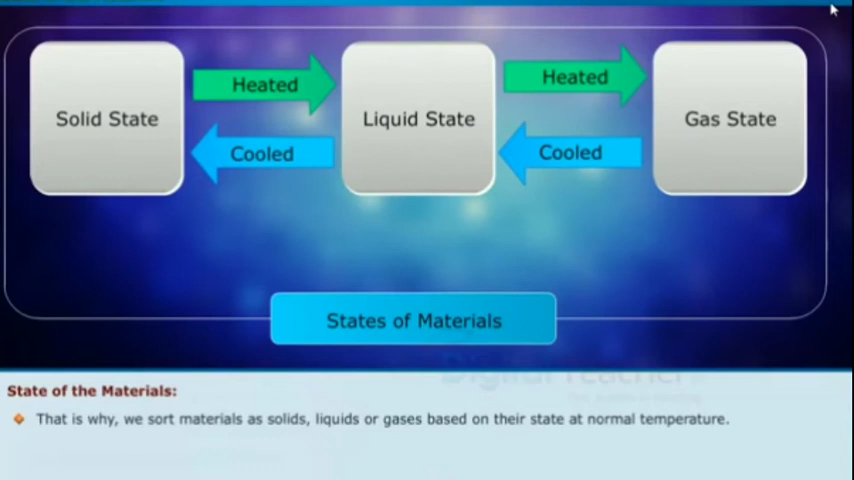 Heated
Heated
Solid State
Liquid State
Gas State
Cooled
Cooled
States of Materials
State of the Materials:
That is why, we sort materials as solids, liquids or gases based on their state at normal temperature.